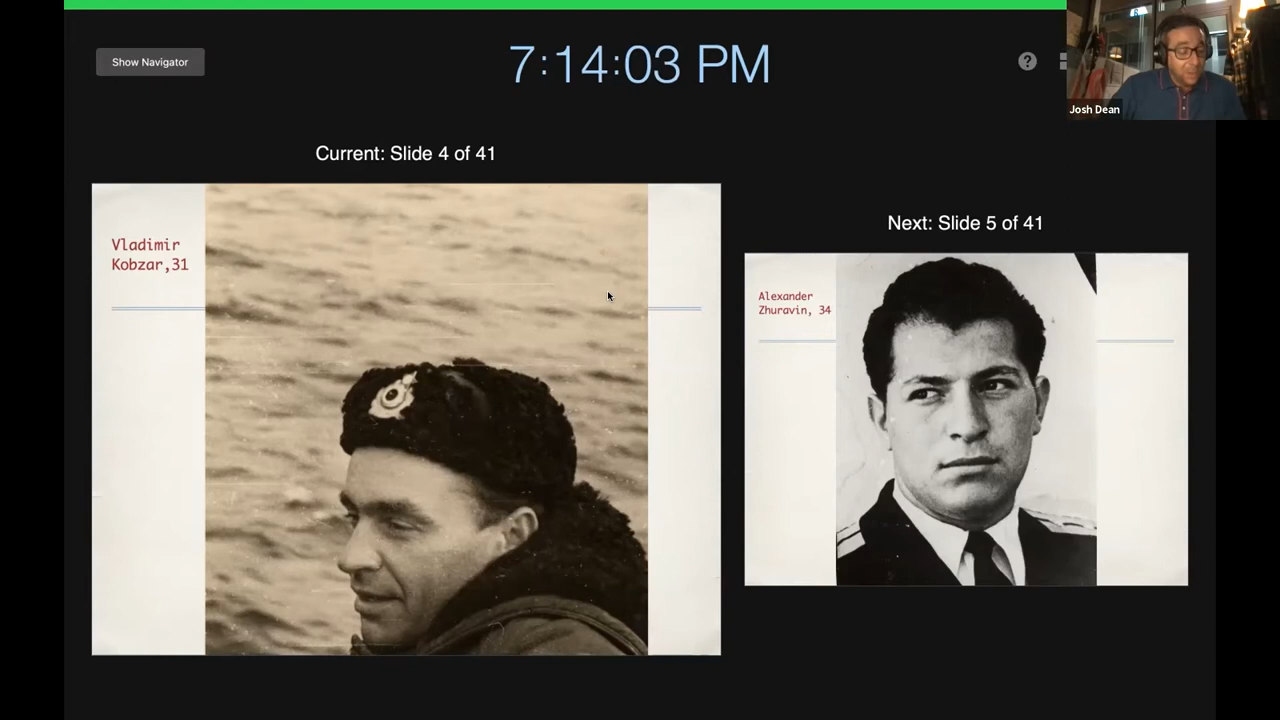 Show Navigator
7:14:03 PM
?
Josh Dean
Current: Slide 4 of 41
Next: Slide 5 of 41
Vladimir
Kobzar,31
Alexander
Zhuravin, 34